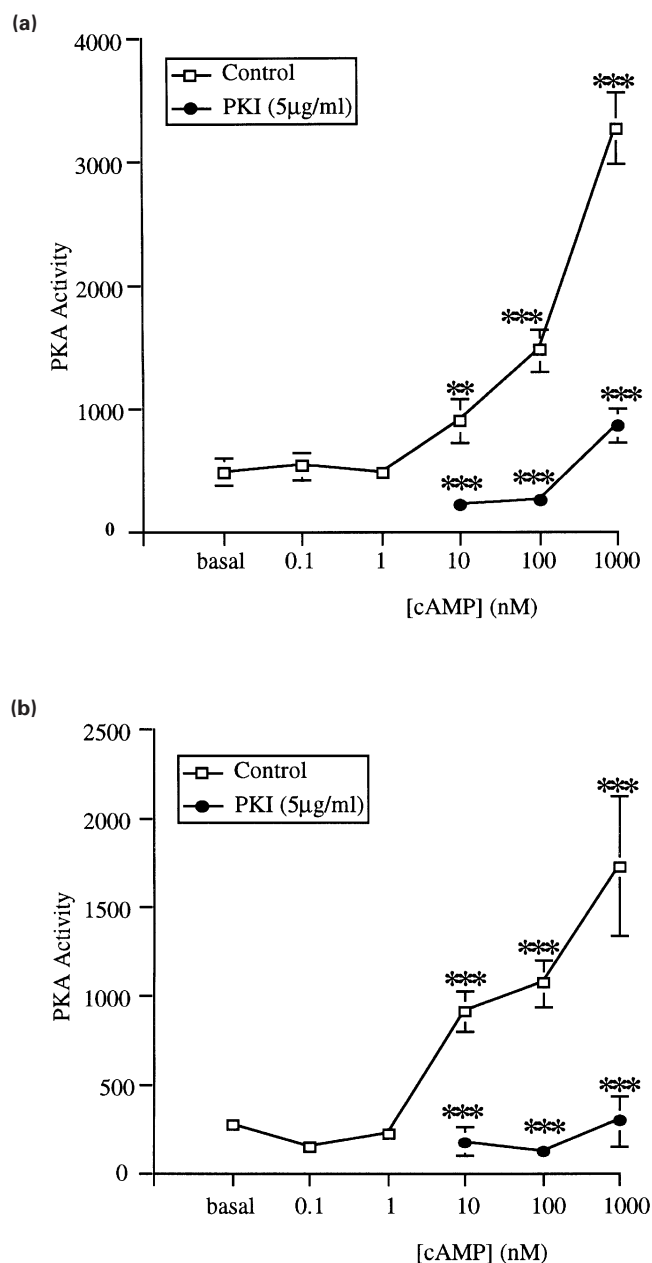 (a)
4000
3000
2000
1000
0
PKA Activity
Control
PKI (5μg/ml)
***
***
**
***
***
***
basal 0.1 1 10 100 1000
[cAMP] (nM)
(b)
2500
2000
1500
1000
500
0
PKA Activity
Control
PKI (5μg/ml)
***
***
***
***
***
***
basal 0.1 1 10 100 1000
[cAMP] (nM)